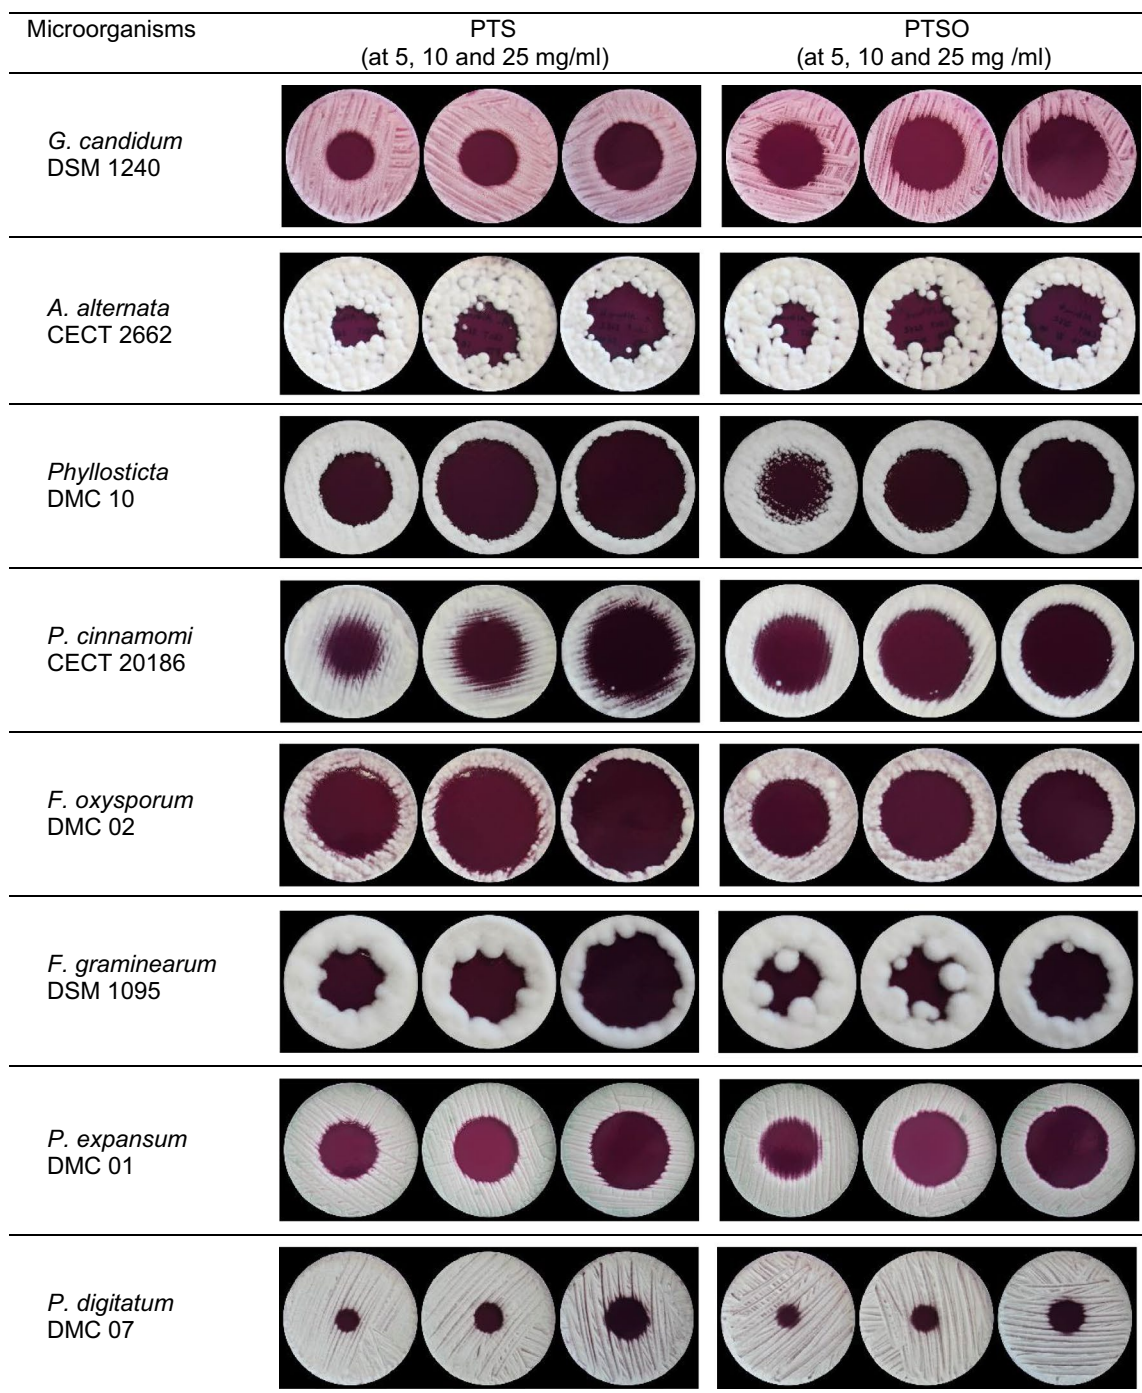 Microorganisms
PTS
(at 5, 10 and 25 mg/ml)
PTSO
(at 5, 10 and 25 mg /ml)
G. candidum
DSM 1240
A. alternata
CECT 2662
Phyllosticta
DMC 10
P. cinnamomi
CECT 20186
F. oxysporum
DMC 02
F. graminearum
DSM 1095
P. expansum
DMC 01
P. digitatum
DMC 07